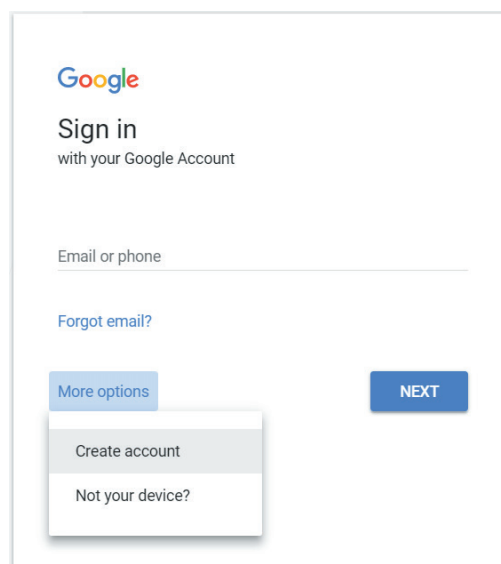 Google
Sign in
with your Google Account
Email or phone
Forgot email?
More options
NEXT
Create account
Not your device?